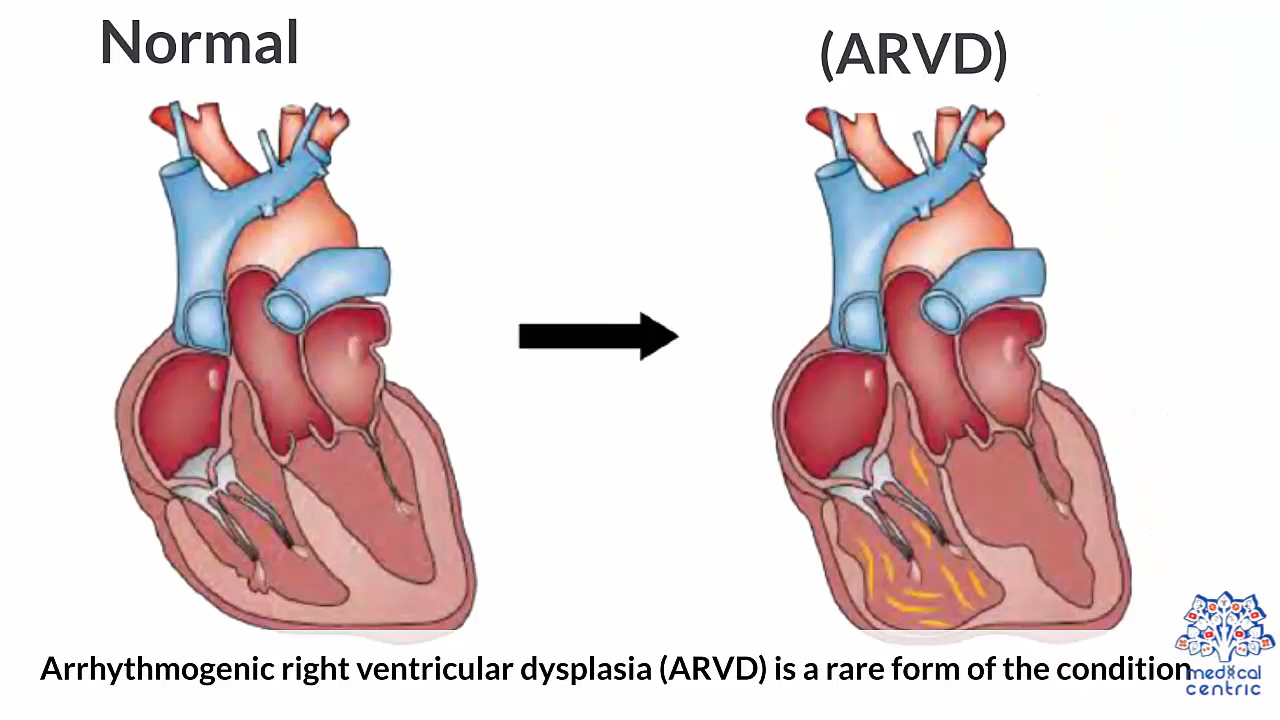 Normal
(ARVD)
Arrhythmogenic right ventricular dysplasia (ARVD) is a rare form of the condition
medical
centric